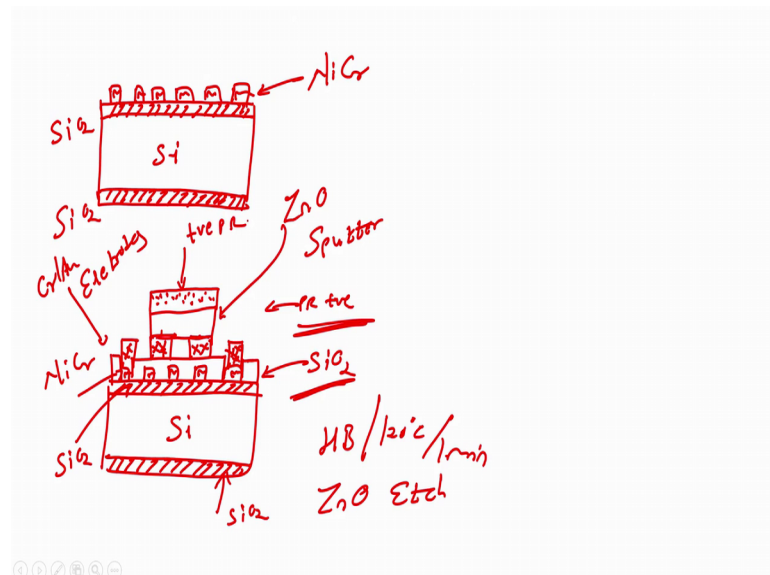 NiCr
SiO2
Si
SiO2
ZnO
Sputter
+ve PR.
Cr/Au
Eletrodes
PR +ve
NiCr
SiO2
Si
SiO2
SiO2
HB/120°C/1min
ZnO Etch